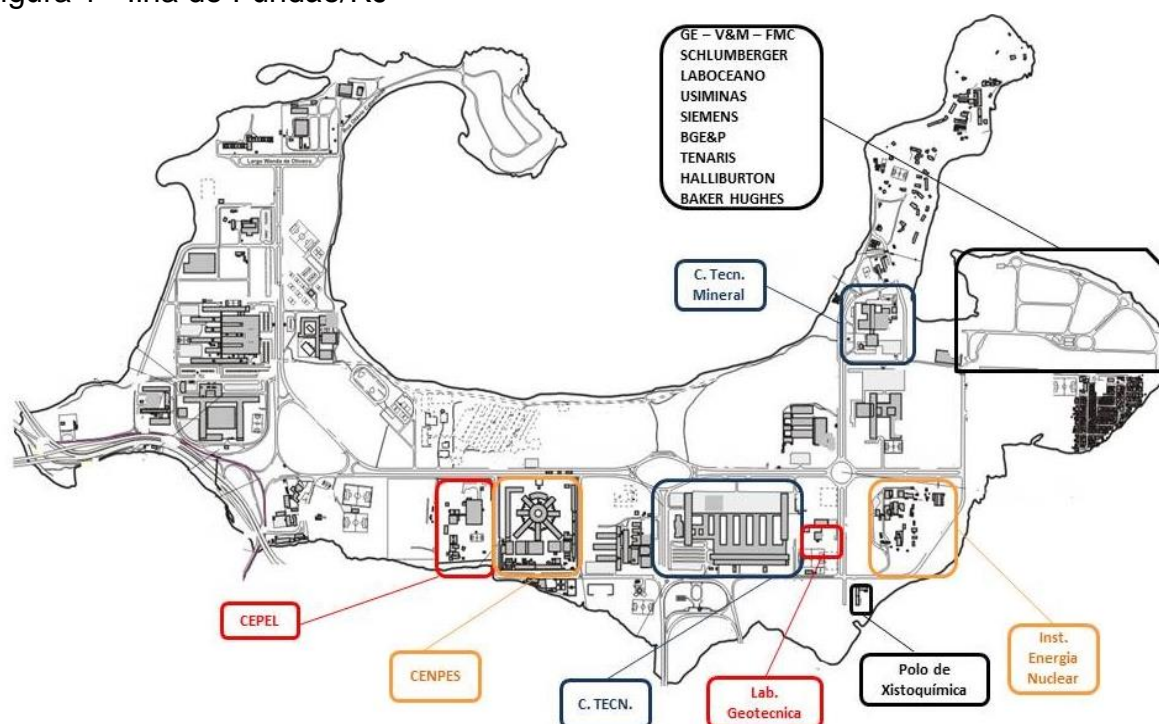 GE – V&M – FMC
SCHLUMBERGER
LABOCEANO
USIMINAS
SIEMENS
BGE&P
TENARIS
HALLIBURTON
BAKER HUGHES
Largo Wanda de Oliveira
C. Tecn.
Mineral
CEPEL
CENPES
C. TECN.
Lab.
Geotecnica
Polo de
Xistoquímica
Inst.
Energia
Nuclear